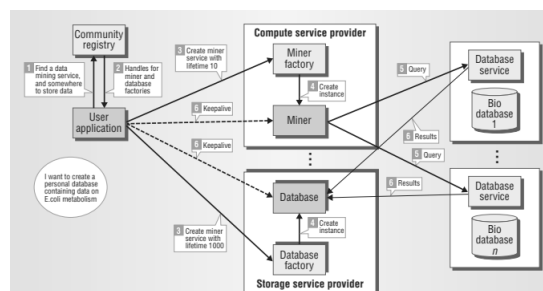 Community
registry
1 Find a data
mining service,
and somewhere
to store data
2 Handles for
miner and
database
factories
User
application
I want to create a
personal database
containing data on
E.coli metabolism
3 Create miner
service with
lifetime 10
6 Keepalive
6 Keepalive
3 Create miner
service with
lifetime 1000
Compute service provider
Miner
factory
4 Create
instance
Miner
Database
4 Create
instance
Database
factory
Storage service provider
5 Query
6 Results
5 Query
6 Results
Database
service
Bio
database
1
Database
service
Bio
database
n